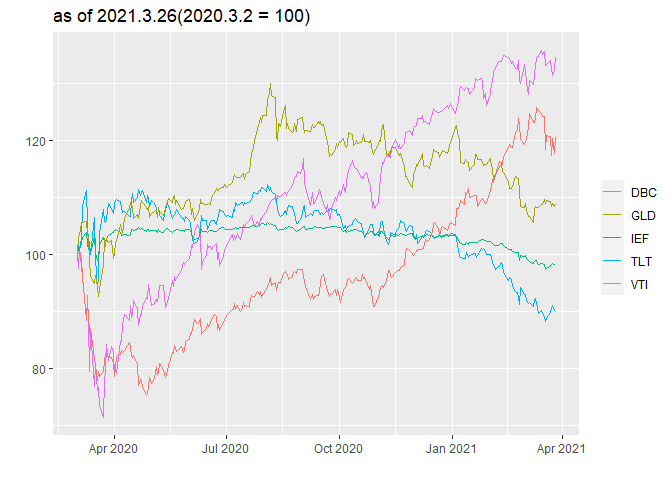 as of 2021.3.26(2020.3.2 = 100)
120
100
80
Apr 2020
Jul 2020
Oct 2020
Jan 2021
Apr 2021
DBC
GLD
IEF
TLT
VTI